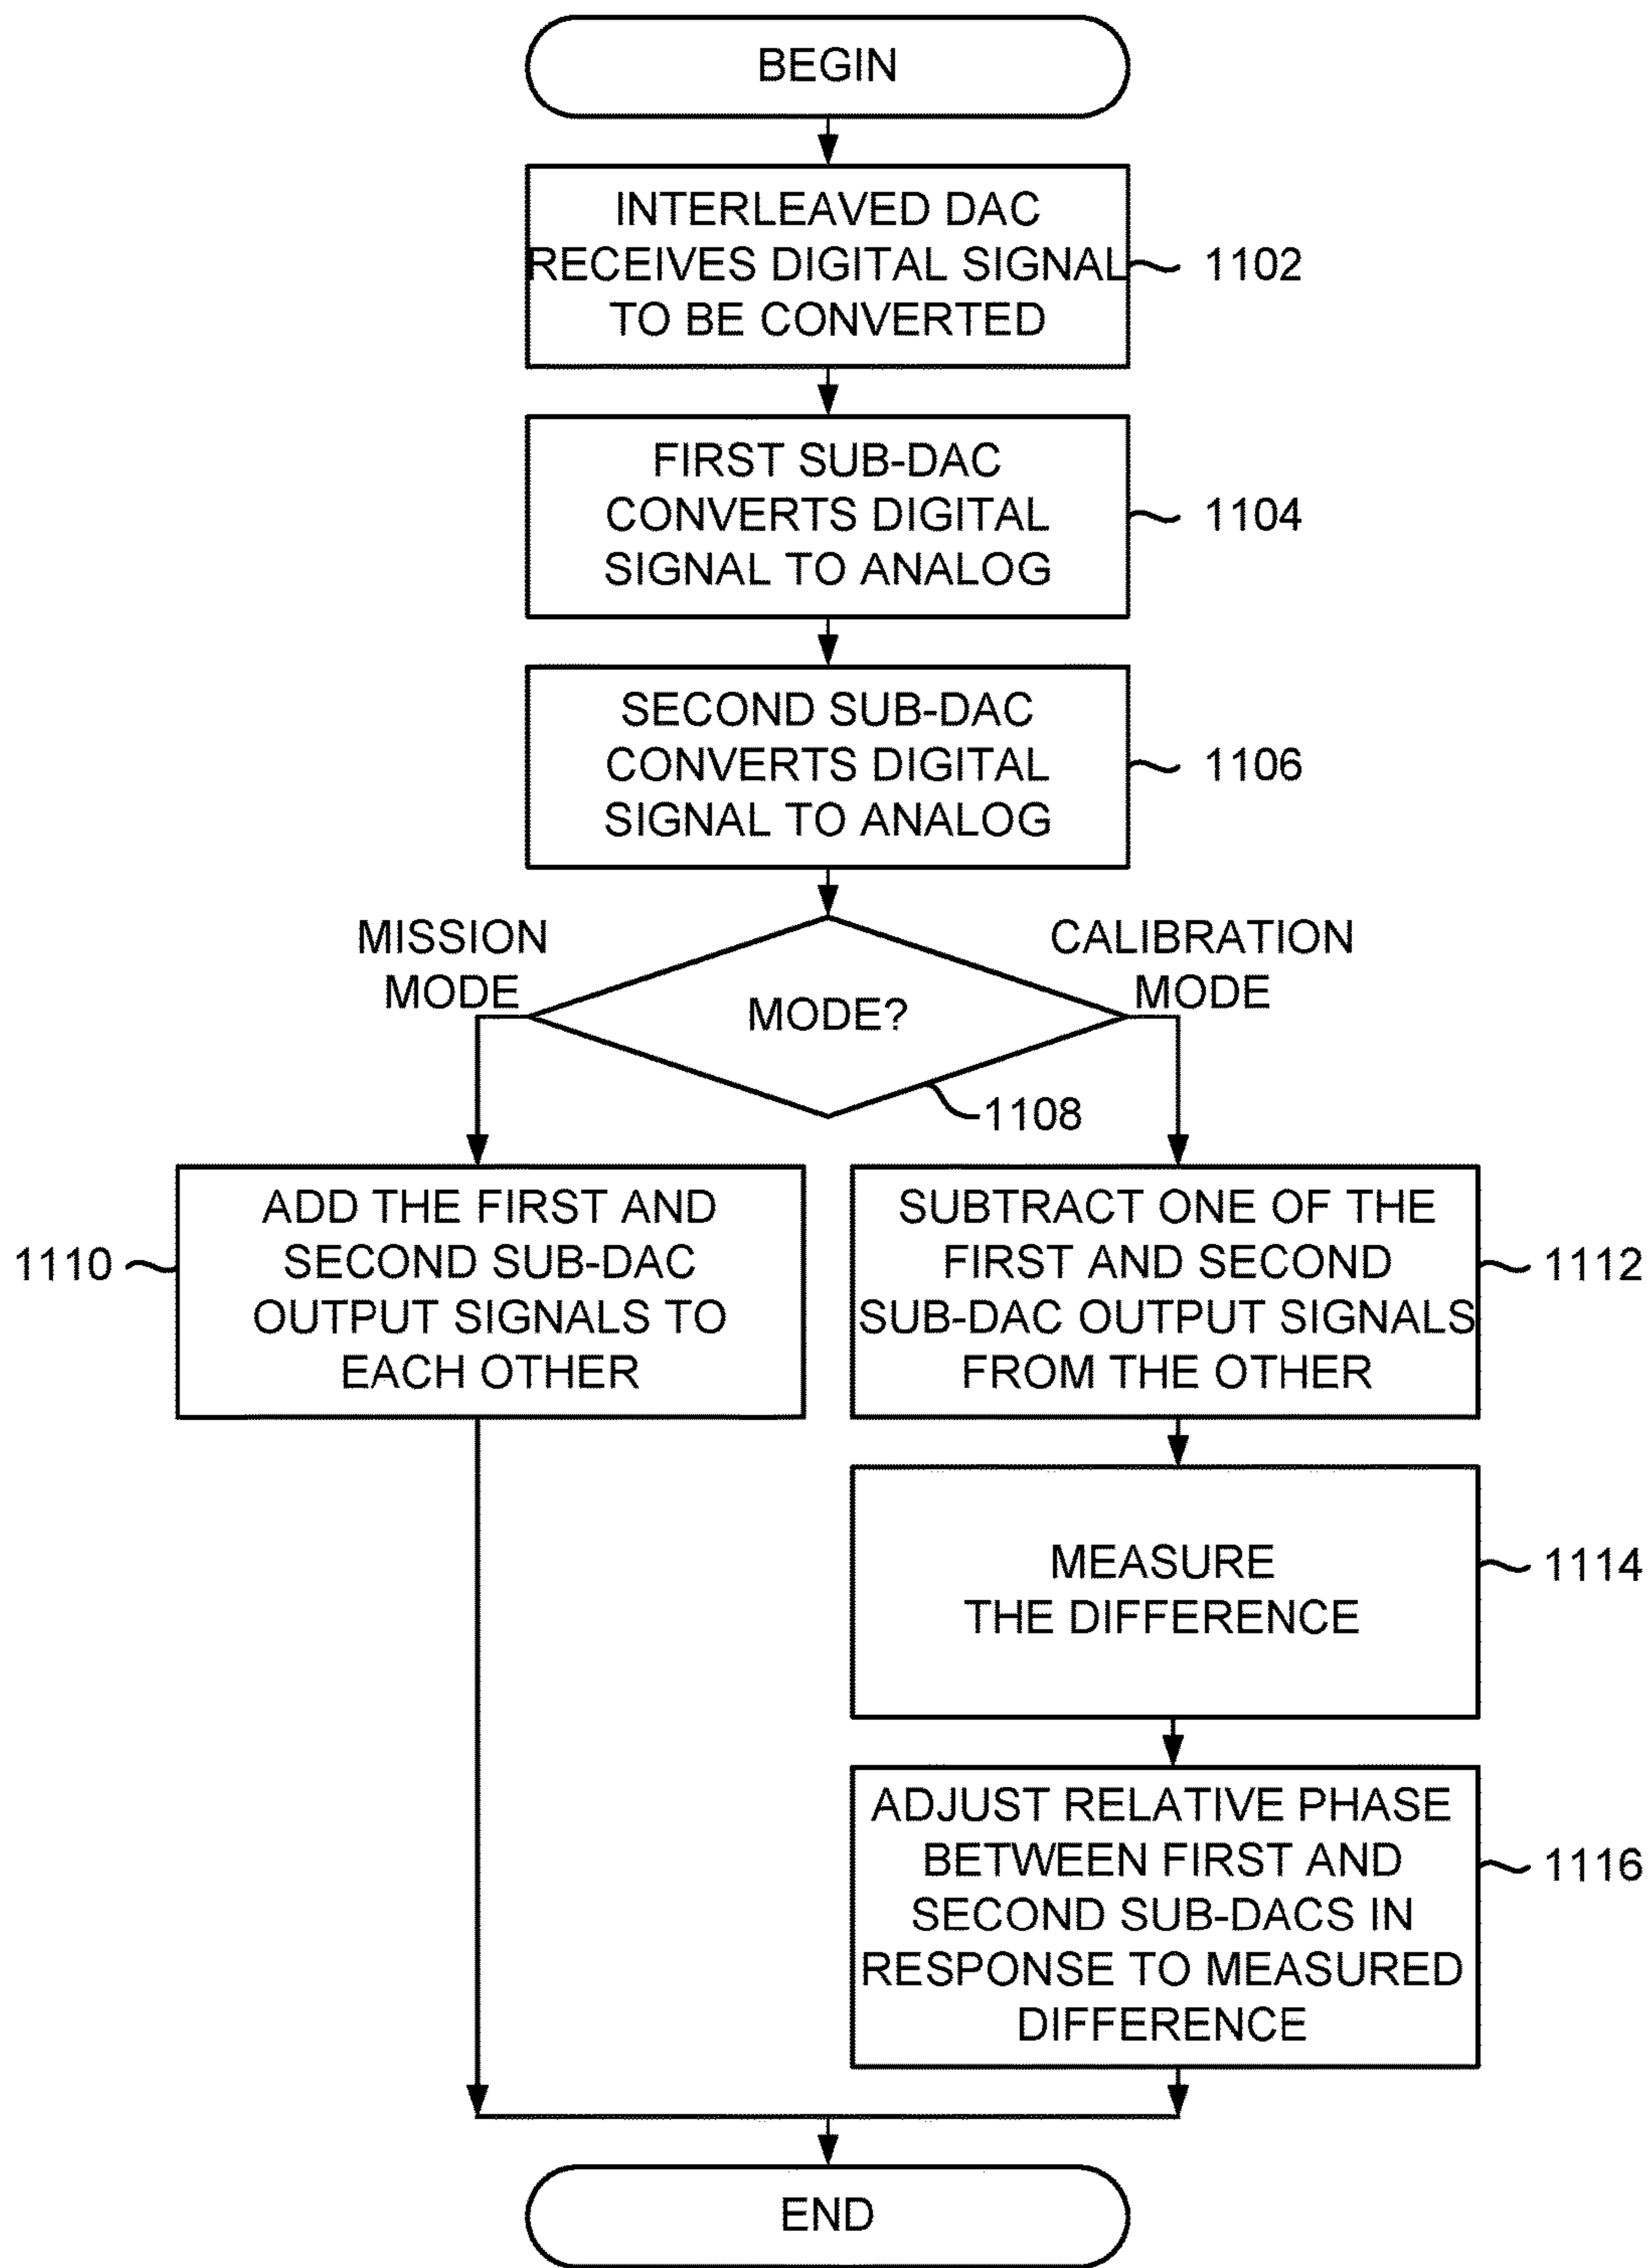 BEGIN
INTERLEAVED DAC
RECEIVES DIGITAL SIGNAL
TO BE CONVERTED
1102
FIRST SUB-DAC
CONVERTS DIGITAL
SIGNAL TO ANALOG
1104
SECOND SUB-DAC
CONVERTS DIGITAL
SIGNAL TO ANALOG
1106
MISSION
MODE
MODE?
CALIBRATION
MODE
1108
ADD THE FIRST AND
SECOND SUB-DAC
OUTPUT SIGNALS TO
EACH OTHER
1110
SUBTRACT ONE OF THE
FIRST AND SECOND
SUB-DAC OUTPUT SIGNALS
FROM THE OTHER
1112
MEASURE
THE DIFFERENCE
1114
ADJUST RELATIVE PHASE
BETWEEN FIRST AND
SECOND SUB-DACS IN
RESPONSE TO MEASURED
DIFFERENCE
1116
END